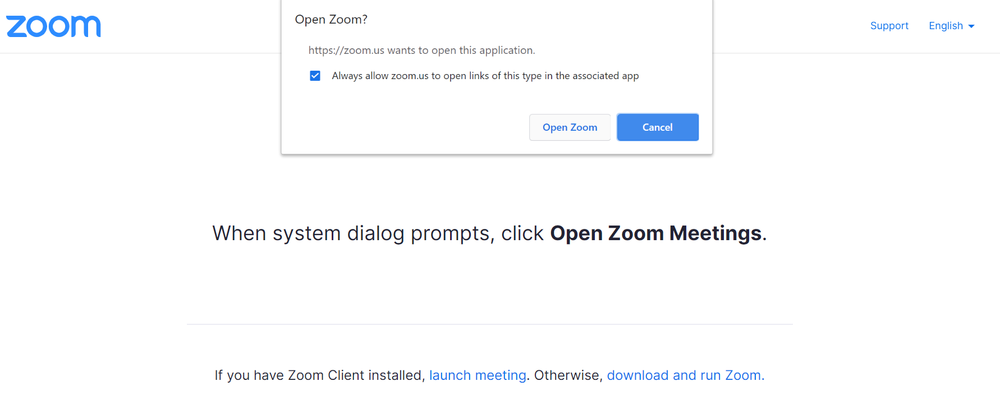 zoom
Open Zoom?
Support English
https://zoom.us wants to open this application.
Always allow zoom.us to open links of this type in the associated app
Open Zoom Cancel
When system dialog prompts, click Open Zoom Meetings.
If you have Zoom Client installed, launch meeting. Otherwise, download and run Zoom.